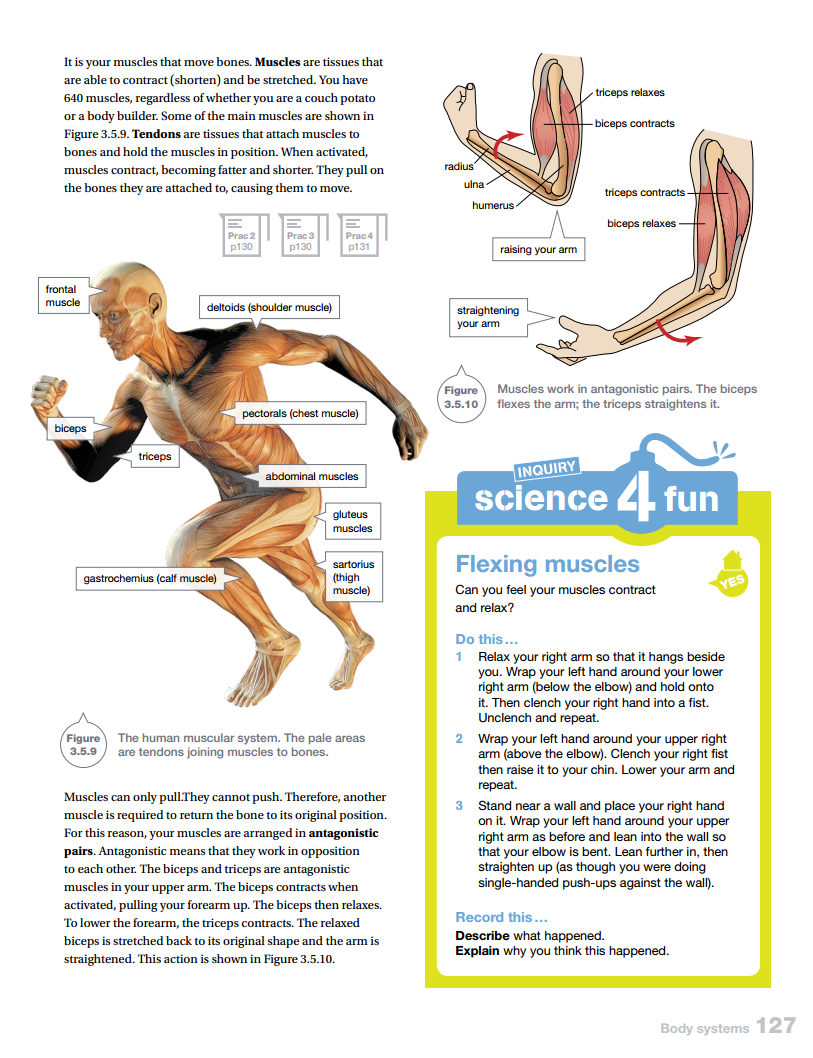 It is your muscles that move bones. Muscles are tissues that
are able to contract (shorten) and be stretched. You have
640 muscles, regardless of whether you are a couch potato
or a body builder. Some of the main muscles are shown in
Figure 3.5.9. Tendons are tissues that attach muscles to
bones and hold the muscles in position. When activated,
muscles contract, becoming fatter and shorter. They pull on
the bones they are attached to, causing them to move.
Prac 2
p130
Prac 3
p130
Prac 4
p131
frontal
muscle
deltoids (shoulder muscle)
pectorals (chest muscle)
biceps
triceps
abdominal muscles
gluteus
muscles
sartorius
(thigh
muscle)
gastrochemius (calf muscle)
Figure
3.5.9
The human muscular system. The pale areas
are tendons joining muscles to bones.
Muscles can only pull.They cannot push. Therefore, another
muscle is required to return the bone to its original position.
For this reason, your muscles are arranged in antagonistic
pairs. Antagonistic means that they work in opposition
to each other. The biceps and triceps are antagonistic
muscles in your upper arm. The biceps contracts when
activated, pulling your forearm up. The biceps then relaxes.
To lower the forearm, the triceps contracts. The relaxed
biceps is stretched back to its original shape and the arm is
straightened. This action is shown in Figure 3.5.10.
triceps relaxes
biceps contracts
radius
ulna
humerus
raising your arm
triceps contracts
biceps relaxes
straightening
your arm
Figure
3.5.10
Muscles work in antagonistic pairs. The biceps
flexes the arm; the triceps straightens it.
INQUIRY
science 4 fun
Flexing muscles
YES
Can you feel your muscles contract
and relax?
Do this...
1 Relax your right arm so that it hangs beside
you. Wrap your left hand around your lower
right arm (below the elbow) and hold onto
it. Then clench your right hand into a fist.
Unclench and repeat.
2 Wrap your left hand around your upper right
arm (above the elbow). Clench your right fist
then raise it to your chin. Lower your arm and
repeat.
3 Stand near a wall and place your right hand
on it. Wrap your left hand around your upper
right arm as before and lean into the wall so
that your elbow is bent. Lean further in, then
straighten up (as though you were doing
single-handed push-ups against the wall).
Record this...
Describe what happened.
Explain why you think this happened.
Body systems 127